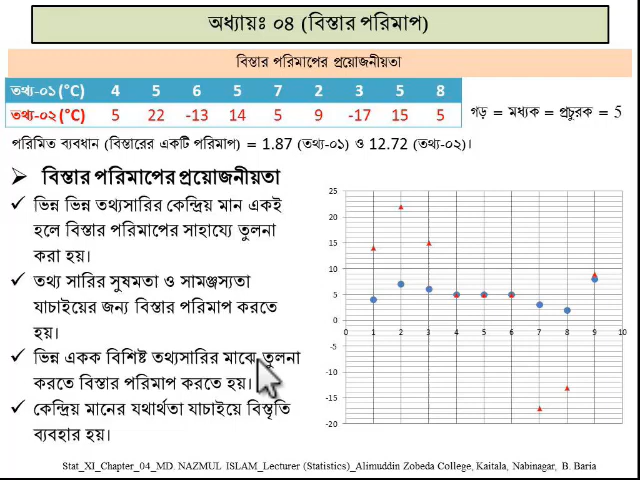 অধ্যায়ঃ ০৪ (বিস্তার পরিমাপ)
বিস্তার পরিমাপের প্রয়োজনীয়তা
তথ্য-০১ (°C) 4 5 6 5 7 2 3 5 8
তথ্য-০২ (°C) 5 22 -13 14 5 9 -17 15 5
গড় = মধ্যক = প্রচুরক = 5
পরিমিত ব্যবধান (বিস্তারের একটি পরিমাপ) = 1.87 (তথ্য-০১) ও 12.72 (তথ্য-০২)।
➢ বিস্তার পরিমাপের প্রয়োজনীয়তা
✓ ভিন্ন ভিন্ন তথ্যসারির কেন্দ্রিয় মান একই
হলে বিস্তার পরিমাপের সাহায্যে তুলনা
করা হয়।
✓ তথ্য সারির সুষমতা ও সামঞ্জস্যতা
যাচাইয়ের জন্য বিস্তার পরিমাপ করতে
হয়।
✓ ভিন্ন একক বিশিষ্ট তথ্যসারির মাঝে তুলনা
করতে বিস্তার পরিমাপ করতে হয়।
✓ কেন্দ্রিয় মানের যথার্থতা যাচাইয়ে বিস্তৃতি
ব্যবহার হয়।
25
20
15
10
5
0
0 1 2 3 4 5 6 7 8 9 10
-5
-10
-15
-20
Stat_XI_Chapter_04_MD. NAZMUL ISLAM_Lecturer (Statistics)_Alimuddin Zobeda College, Kaitala, Nabinagar, B. Baria